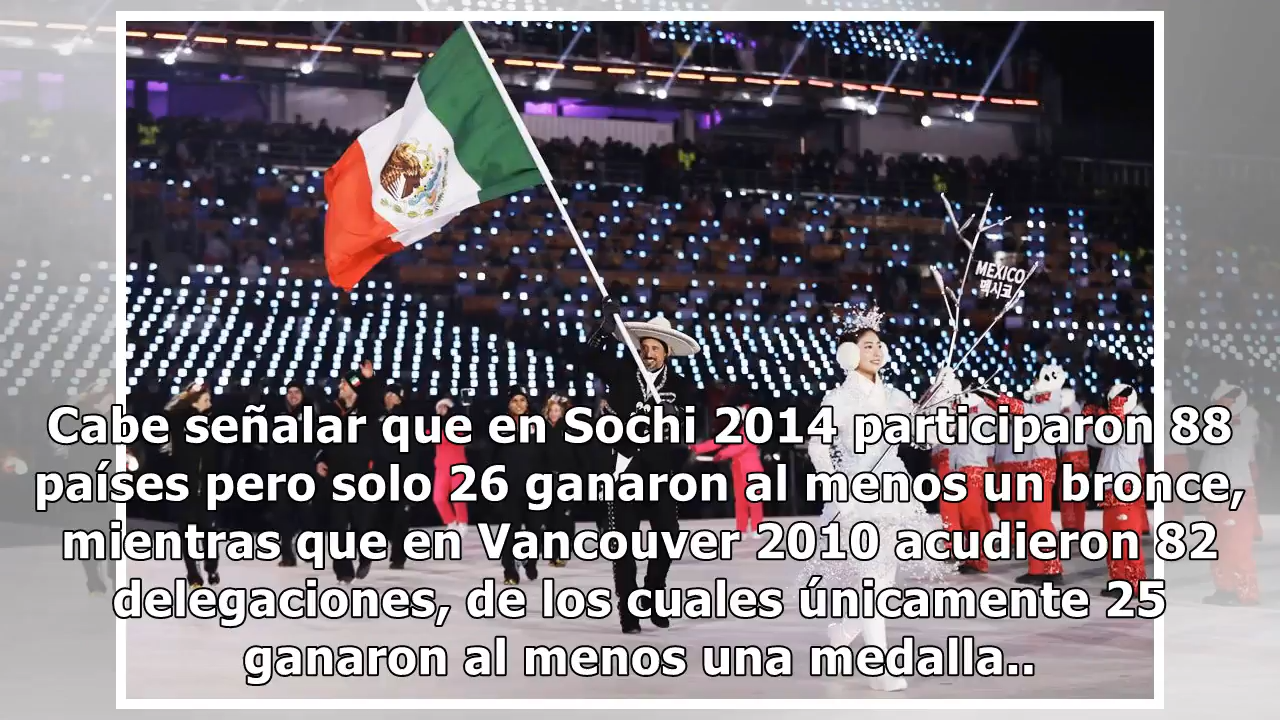 MEXICO
멕시코
Cabe señalar que en Sochi 2014 participaron 88
países pero solo 26 ganaron al menos un bronce,
mientras que en Vancouver 2010 acudieron 82
delegaciones, de los cuales únicamente 25
ganaron al menos una medalla..